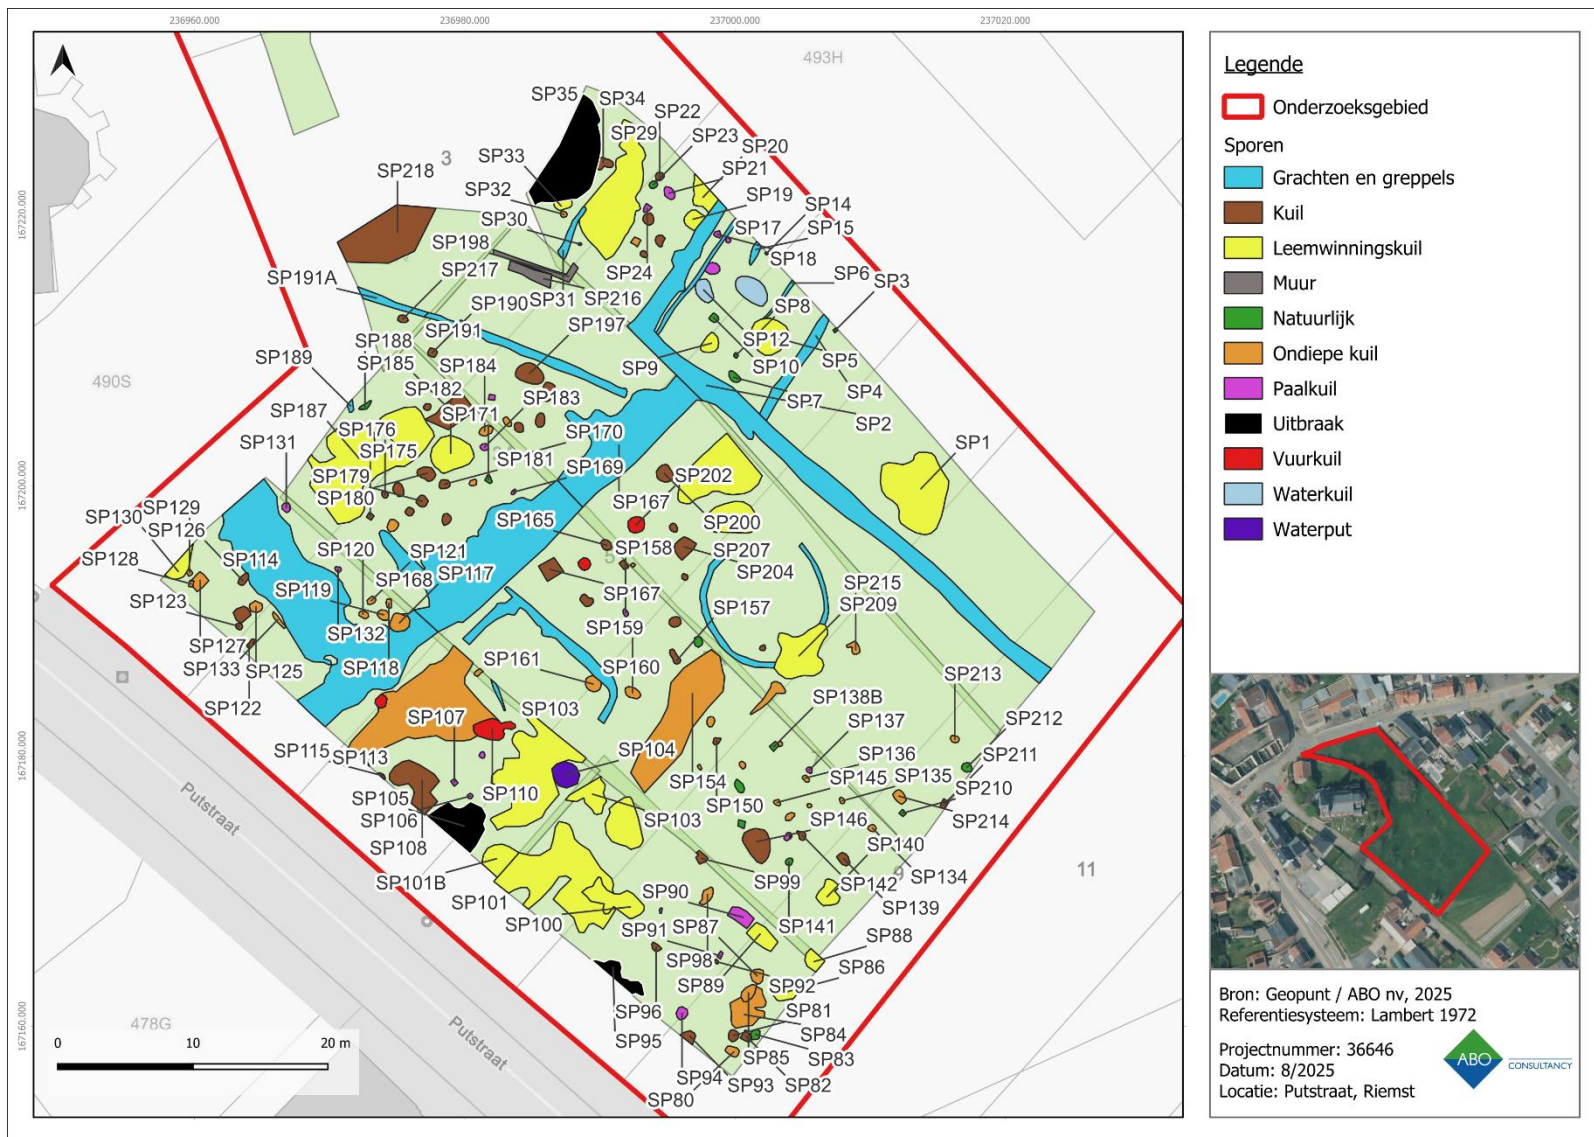 236960.000
236980.000
237000.000
237020.000
167220.000
167200.000
167180.000
167160.000
493H
3
490S
478G
11
9
5
6
SP35
SP34
SP22
SP29
SP23
SP20
SP33
SP21
SP218
SP32
SP19
SP14
SP30
SP17
SP15
SP198
SP18
SP217
SP24
SP6
SP3
SP191A
SP190
SP31
SP216
SP8
SP197
SP191
SP12
SP188
SP5
SP189
SP185
SP184
SP9
SP10
SP4
SP182
SP183
SP187
SP171
SP7
SP2
SP176
SP170
SP131
SP175
SP1
SP181
SP169
SP179
SP202
SP180
SP167
SP129
SP130
SP165
SP200
SP126
SP120
SP121
SP158
SP207
SP128
SP114
SP168
SP117
SP204
SP119
SP167
SP215
SP123
SP157
SP209
SP159
SP127
SP132
SP133
SP125
SP118
SP161
SP160
SP213
SP122
SP107
SP103
SP138B
SP212
SP137
SP115
SP113
SP104
SP136
SP211
SP154
SP145
SP135
SP105
SP110
SP150
SP210
SP106
SP103
SP214
SP108
SP146
SP140
SP101B
SP99
SP142
SP134
SP101
SP90
SP139
SP100
SP91
SP87
SP141
SP88
SP98
SP86
SP89
SP92
SP96
SP81
SP95
SP84
SP85
SP83
SP94
SP93
SP82
SP80
Putstraat
Putstraat
0
10
20 m
Legende
Onderzoeksgebied
Sporen
Grachten en greppels
Kuil
Leemwinningskuil
Muur
Natuurlijk
Ondiepe kuil
Paalkuil
Uitbraak
Vuurkuil
Waterkuil
Waterput
Bron: Geopunt / ABO nv, 2025
Referentiesysteem: Lambert 1972
Projectnummer: 36646
Datum: 8/2025
Locatie: Putstraat, Riemst
ABO
CONSULTANCY